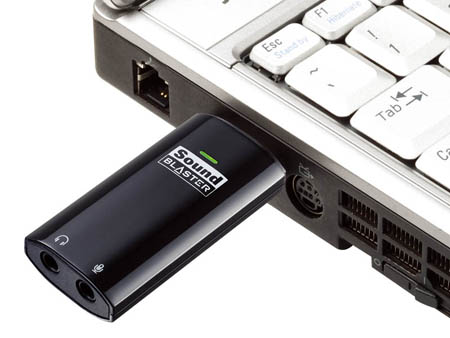 Esc
Stand by
F1
Hibernate
!
1
~
`
Tab
Ca
Sound
BLASTER